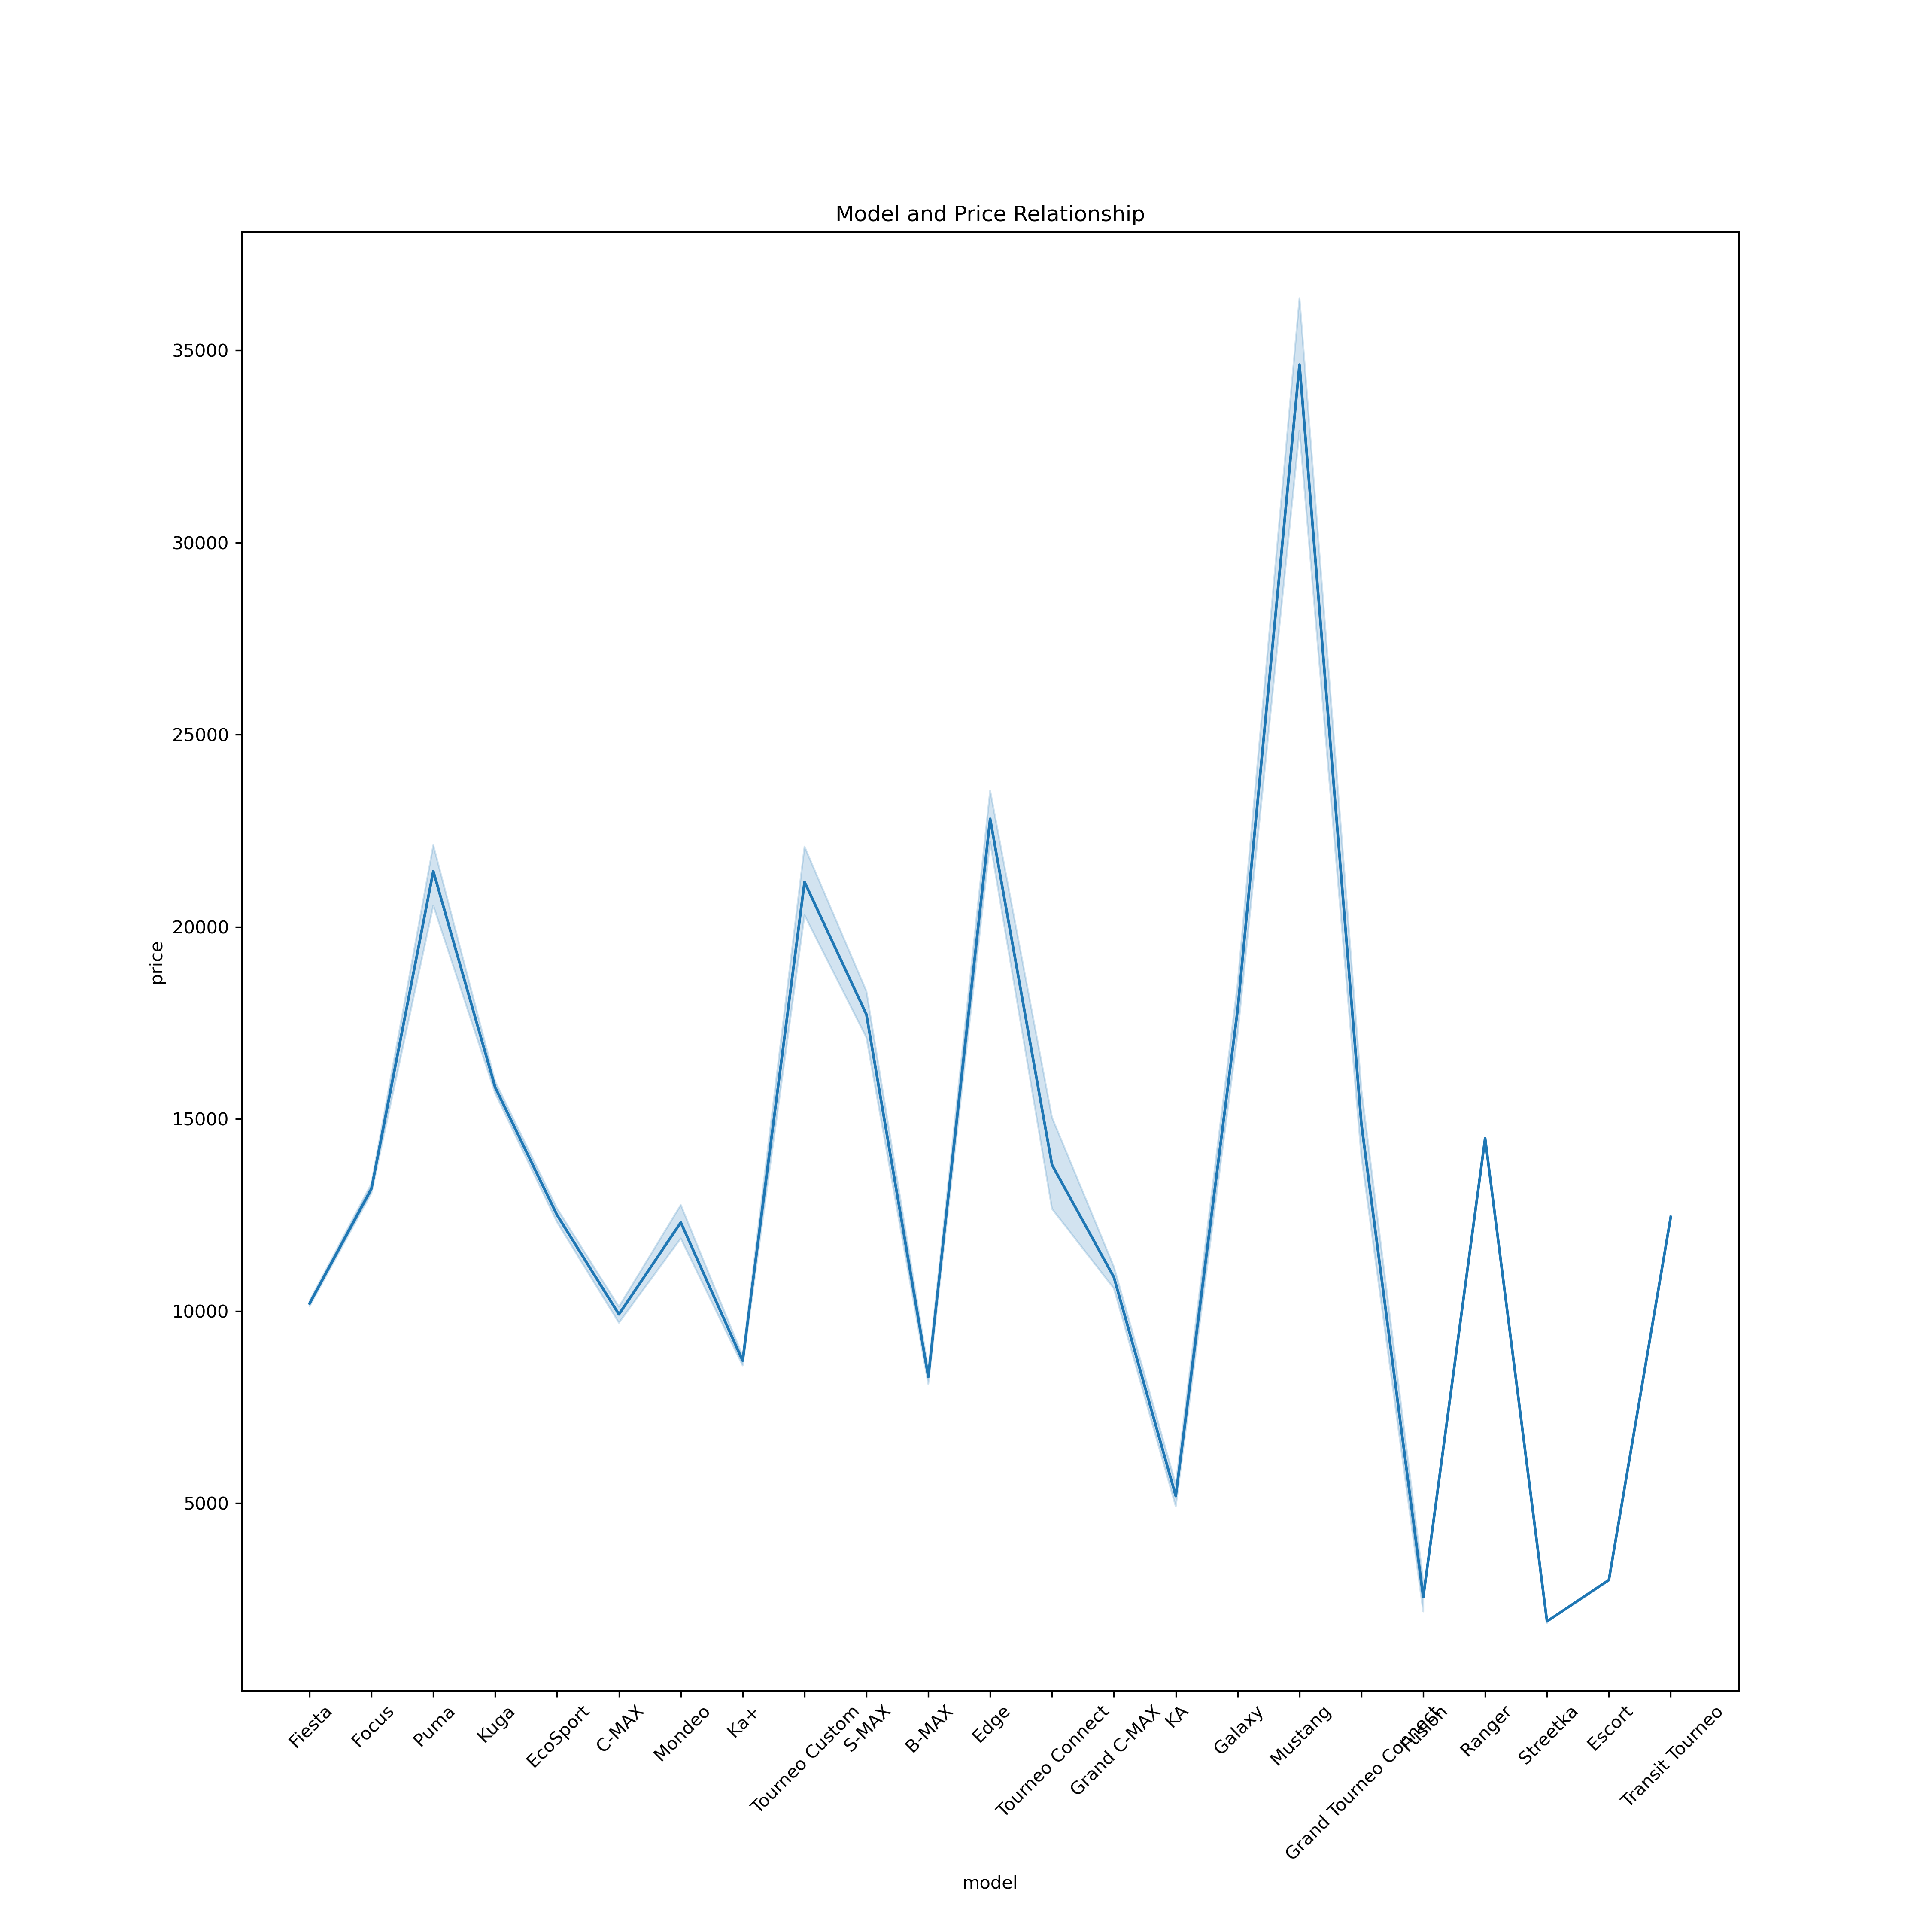 Model and Price Relationship
35000
30000
25000
20000
15000
10000
5000
price
Fiesta
Focus
Puma
Kuga
EcoSport
C-MAX
Mondeo
Ka+
Tourneo Custom
S-MAX
B-MAX
Edge
Tourneo Connect
Grand C-MAX
KA
Galaxy
Mustang
Grand Tourneo Connect
Fusion
Ranger
Streetka
Escort
Transit Tourneo
model